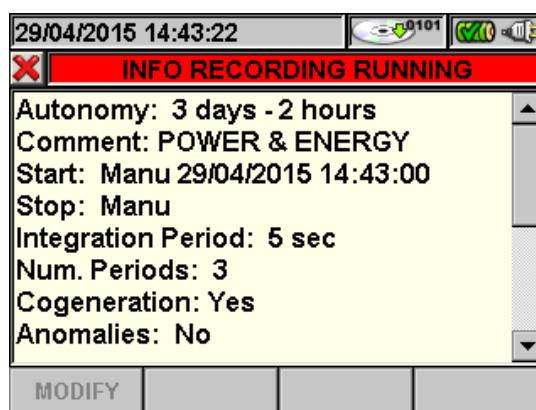 29/04/2015 14:43:22
0101
INFO RECORDING RUNNING
Autonomy: 3 days - 2 hours
Comment: POWER & ENERGY
Start: Manu 29/04/2015 14:43:00
Stop: Manu
Integration Period: 5 sec
Num. Periods: 3
Cogeneration: Yes
Anomalies: No
MODIFY